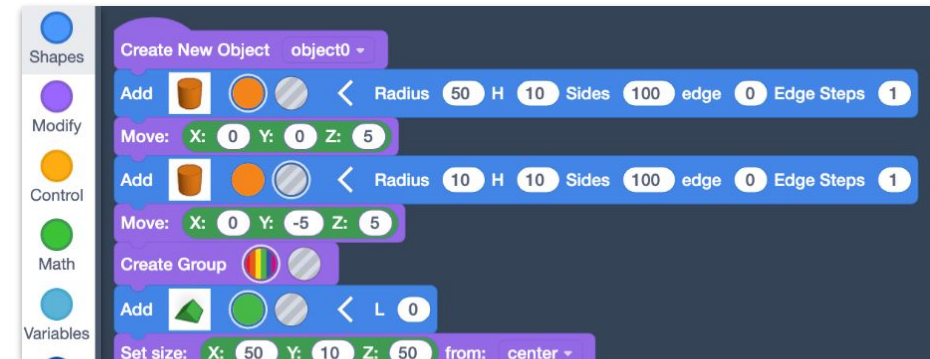 Shapes
Modify
Control
Math
Variables
Create New Object object0
Add Radius 50 H 10 Sides 100 edge 0 Edge Steps 1
Move: X: 0 Y: 0 Z: 5
Add Radius 10 H 10 Sides 100 edge 0 Edge Steps 1
Move: X: 0 Y: -5 Z: 5
Create Group
Add L 0
Set size: X: 50 Y: 10 Z: 50 from: center